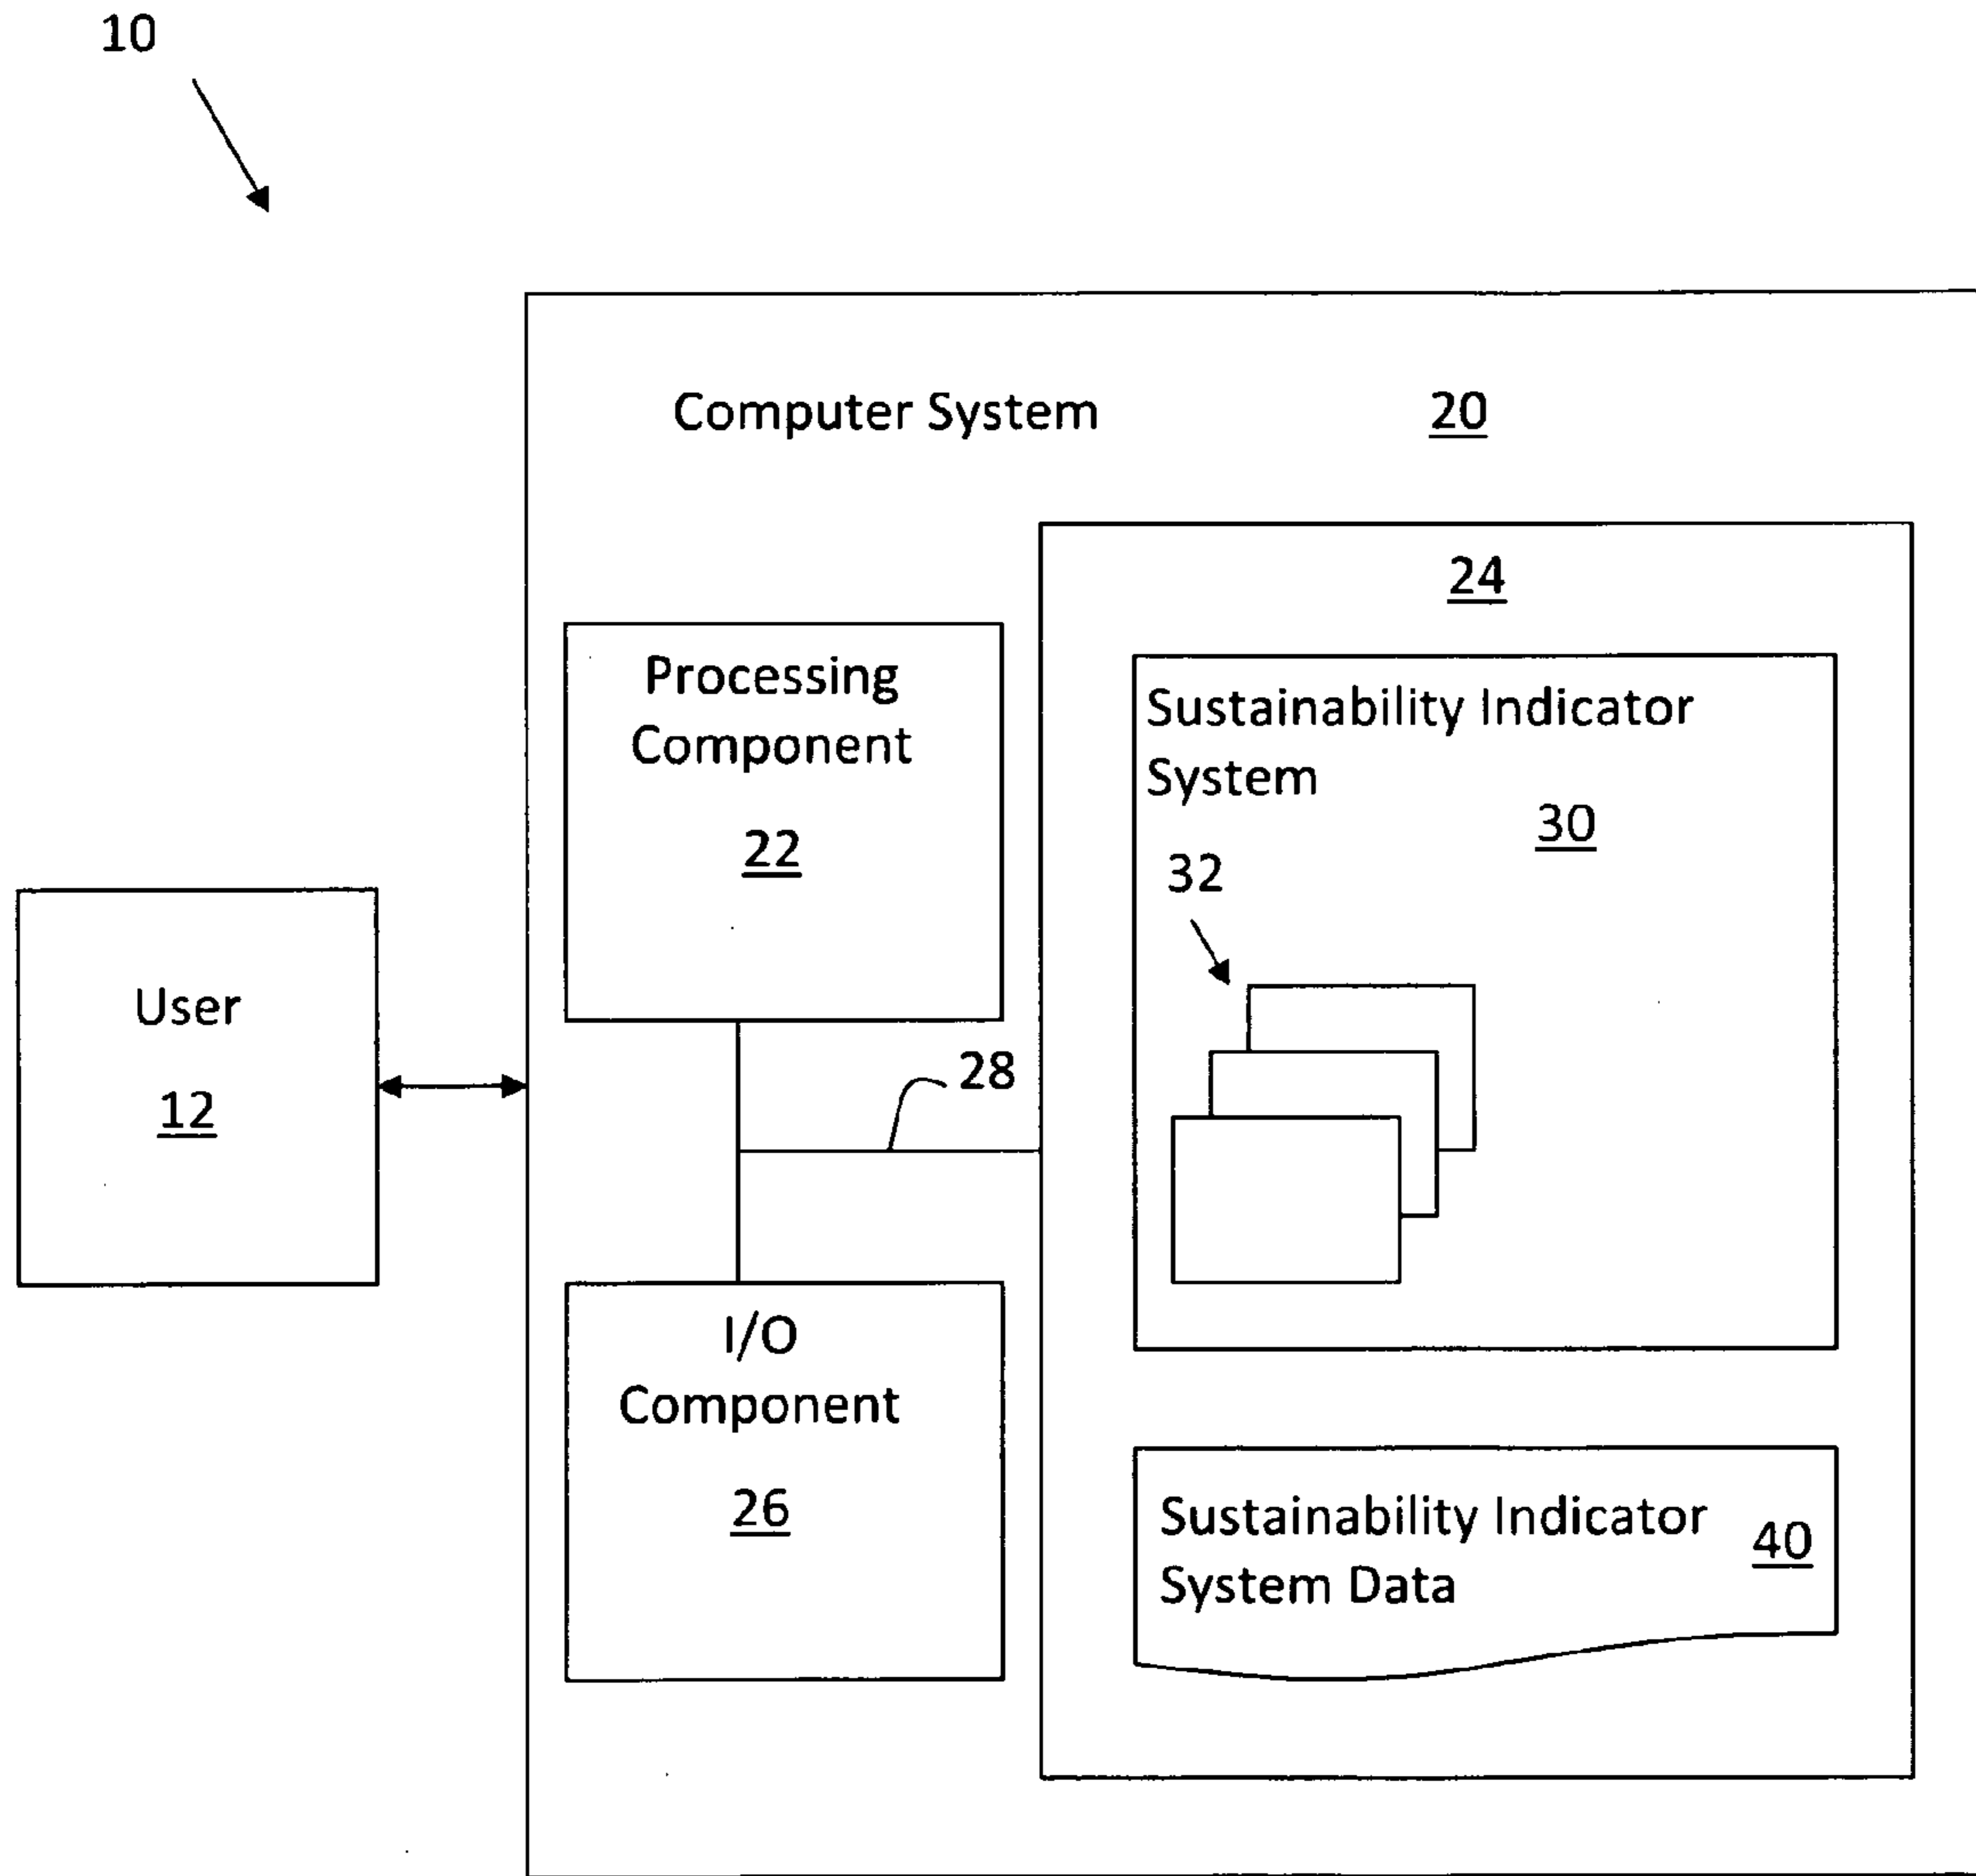 10
Computer System 20
24
Processing
Component
22
Sustainability Indicator
System
30
32
User
12
28
I/O
Component
26
Sustainability Indicator
System Data
40